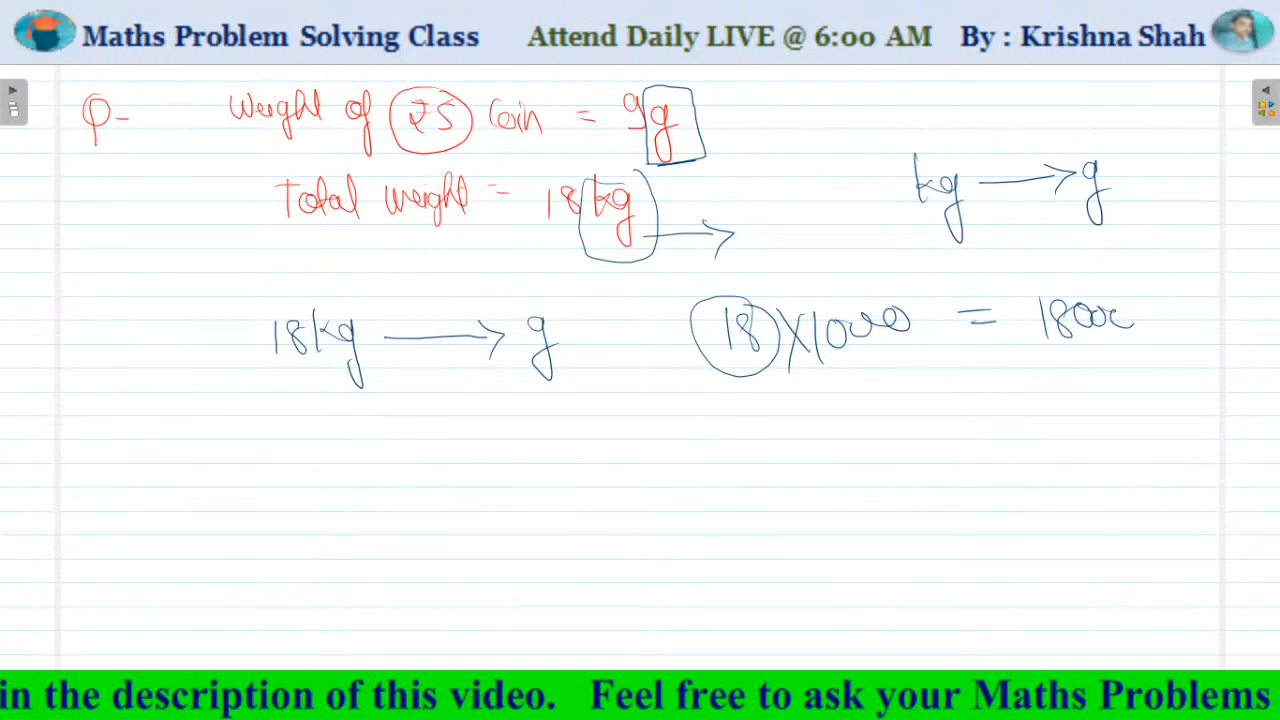 Maths Problem Solving Class Attend Daily LIVE @ 6:00 AM By : Krishna Shah
Q- Weight of ₹5 Coin = 9g
Total weight = 18kg →
kg → g
18kg → g 18 X 1000 = 18000
in the description of this video. Feel free to ask your Maths Problems